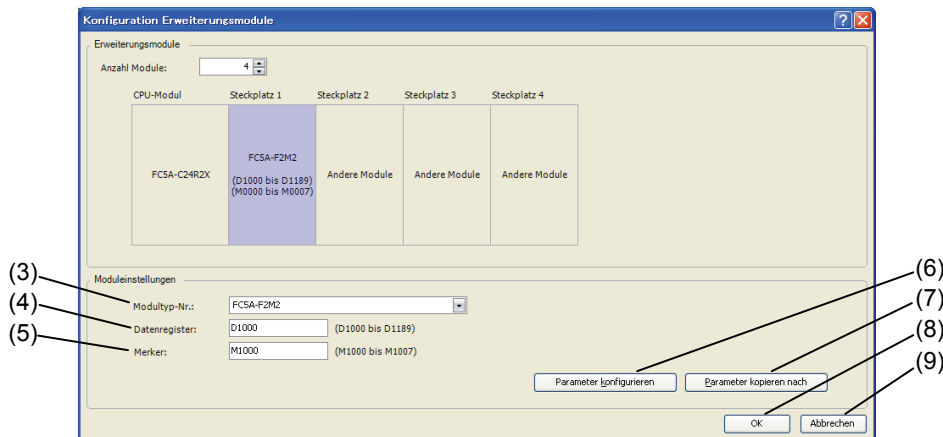 Konfiguration Erweiterungsmodule
Erweiterungsmodule
Anzahl Module: 4
CPU-Modul Steckplatz 1 Steckplatz 2 Steckplatz 3 Steckplatz 4
FC5A-F2M2
FC5A-C24R2X (D1000 bis D1189) Andere Module Andere Module Andere Module
(M0000 bis M0007)
(3) Moduleinstellungen (6)
(4) Modultyp-Nr.: FC5A-F2M2 (7)
(5) Datenregister: D1000 (D1000 bis D1189) (8)
Merker: M1000 (M1000 bis M1007) (9)
Parameter konfigurieren Parameter kopieren nach
OK Abbrechen